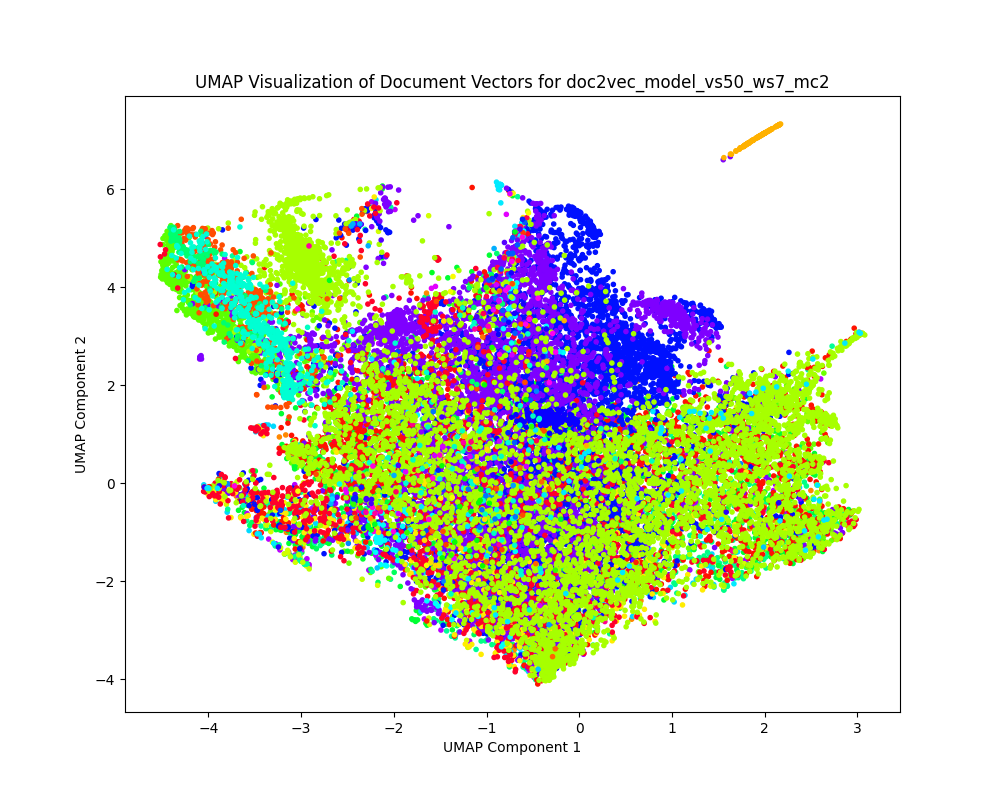 UMAP Visualization of Document Vectors for doc2vec_model_vs50_ws7_mc2
UMAP Component 2
6
4
2
0
−2
−4
−4 −3 −2 −1 0 1 2 3
UMAP Component 1